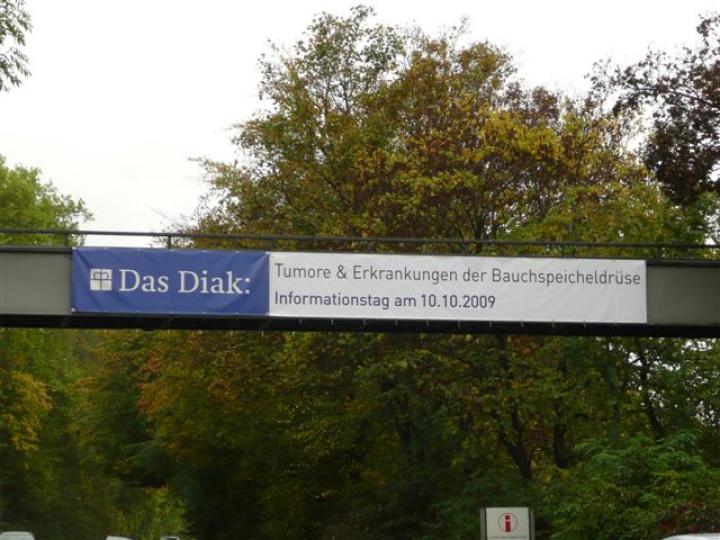 Das Diak:
Tumore & Erkrankungen der Bauchspeicheldrüse
Informationstag am 10.10.2009
i